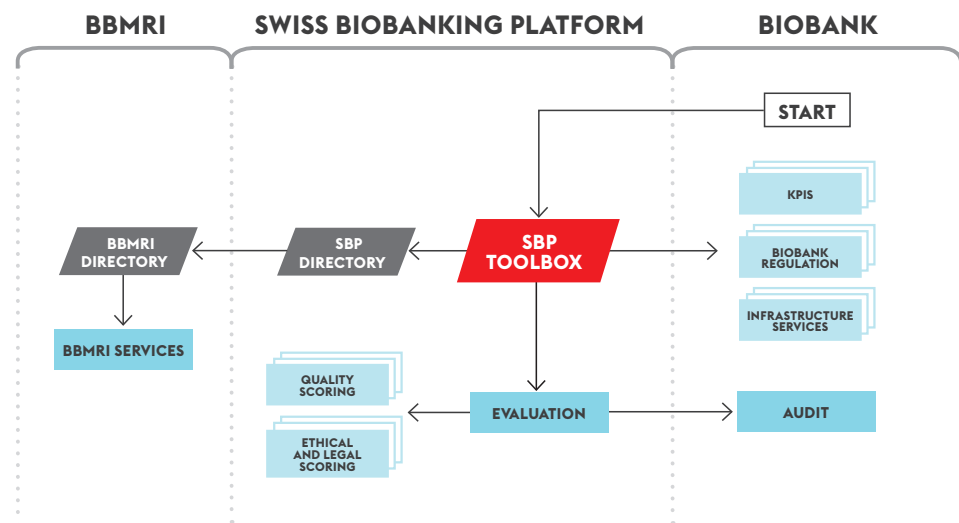 BBMRI
SWISS BIOBANKING PLATFORM
BIOBANK
START
KPIS
BBMRI
DIRECTORY
SBP
DIRECTORY
SBP
TOOLBOX
BIOBANK
REGULATION
INFRASTRUCTURE
SERVICES
BBMRI SERVICES
QUALITY
SCORING
EVALUATION
AUDIT
ETHICAL
AND LEGAL
SCORING